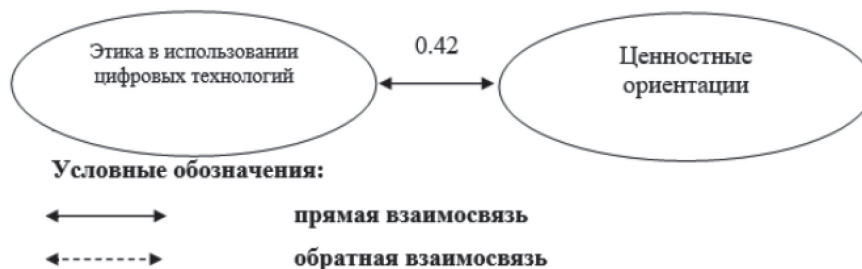 Этика в использовании
цифровых технологий
0.42
Ценностные
ориентации
Условные обозначения:
прямая взаимосвязь
обратная взаимосвязь